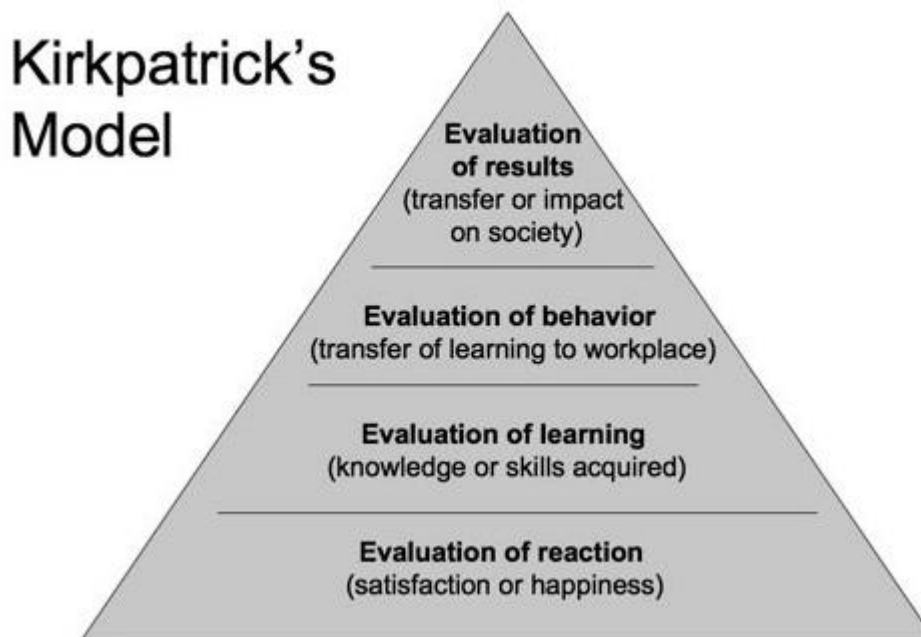 Kirkpatrick's
Model
Evaluation
of results
(transfer or impact
on society)
Evaluation of behavior
(transfer of learning to workplace)
Evaluation of learning
(knowledge or skills acquired)
Evaluation of reaction
(satisfaction or happiness)